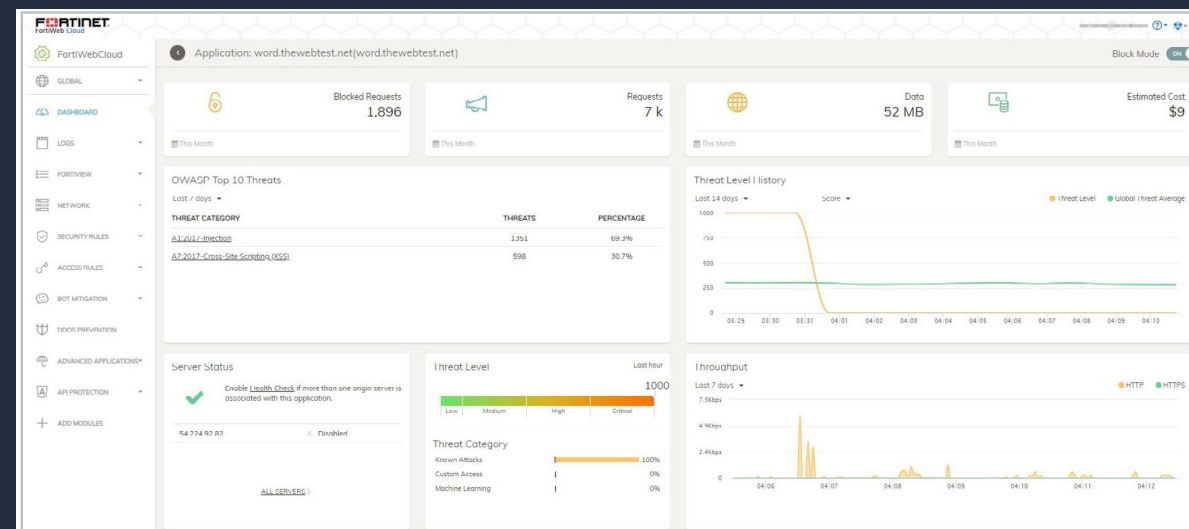 FORTINET
FortiWeb Cloud
FortiWebCloud
GLOBAL
DASHBOARD
LOGS
FORTIVIEW
NETWORK
SECURITY RULES
ACCESS RULES
BOT MITIGATION
DDOS PREVENTION
ADVANCED APPLICATIONS
API PROTECTION
ADD MODULES
Application: word.thewebtest.net(word.thewebtest.net)
Block Mode ON
Blocked Requests
1,896
This Month
Requests
7 k
This Month
Data
52 MB
This Month
Estimated Cost
$9
This Month
OWASP Top 10 Threats
Last 7 days
THREAT CATEGORY THREATS PERCENTAGE
A1:2017-Injection 1351 69.3%
A7:2017-Cross-Site Scripting (XSS) 598 30.7%
Threat Level History
Last 14 days Score Threat Level Global Threat Average
1000
750
500
250
0
03/29 03/30 03/31 04/01 04/02 04/03 04/04 04/05 04/06 04/07 04/08 04/09 04/10
Server Status
Enable Health Check if more than one origin server is
associated with this application.
54.224.92.82 Disabled
ALL SERVERS
Threat Level Last hour
1000
Low Medium High Critical
Threat Category
Known Attacks 100%
Custom Access 0%
Machine Learning 0%
Throughput
Last 7 days HTTP HTTPS
7.3Kbps
4.9Kbps
2.4Kbps
0
04/06 04/07 04/08 04/09 04/10 04/11 04/12